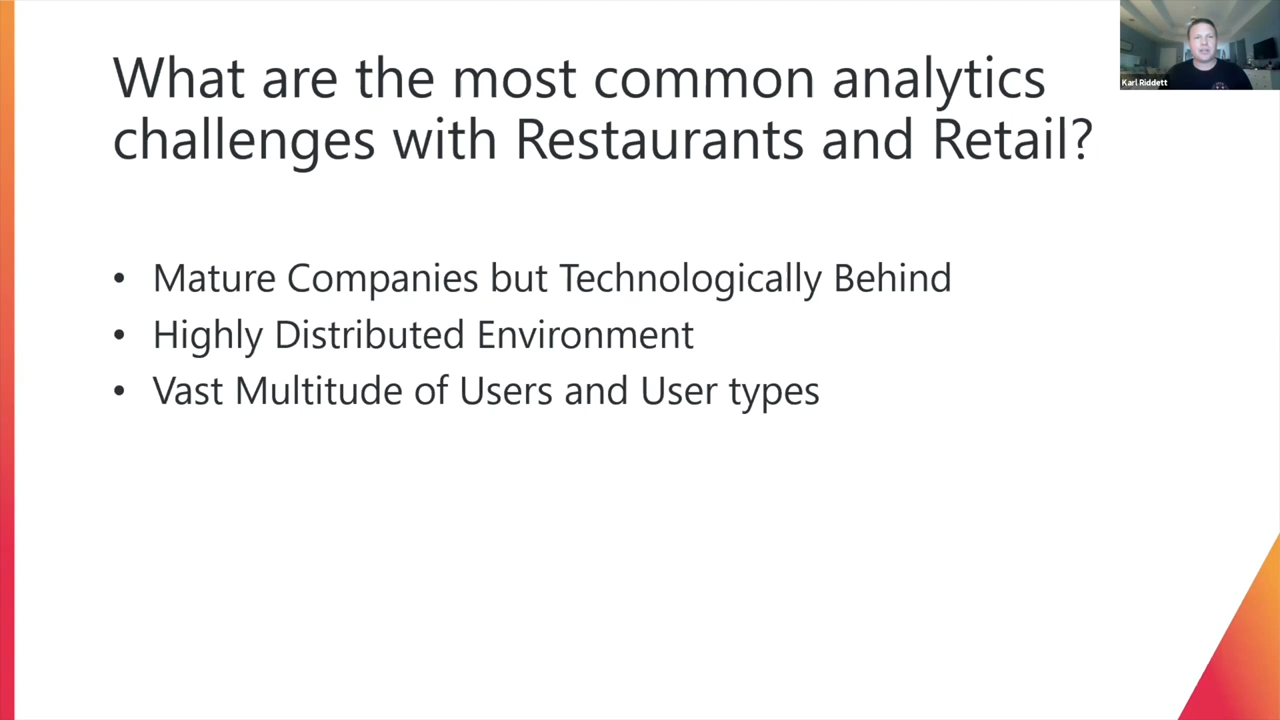 What are the most common analytics
challenges with Restaurants and Retail?
• Mature Companies but Technologically Behind
• Highly Distributed Environment
• Vast Multitude of Users and User types
Karl Riddett